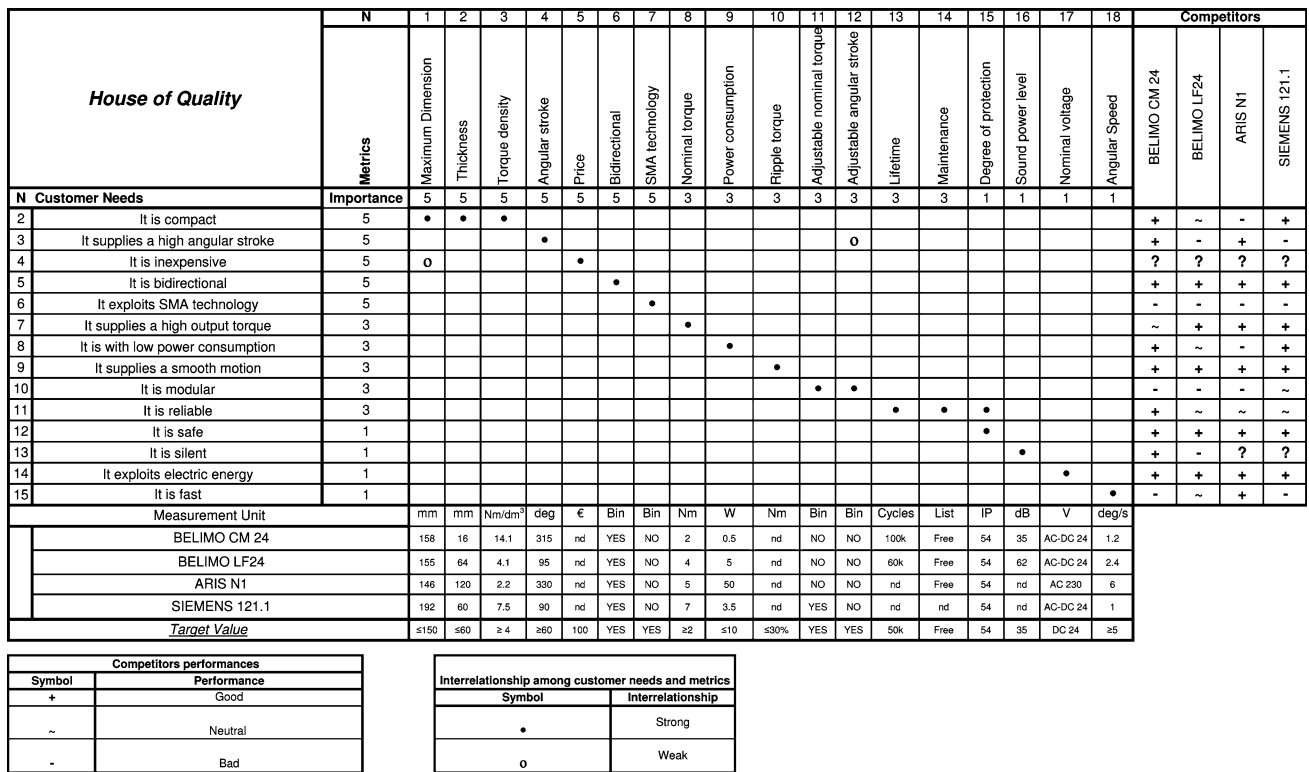 N 1 2 3 4 5 6 7 8 9 10 11 12 13 14 15 16 17 18 Competitors
House of Quality
Metrics
Maximum Dimension
Thickness
Torque density
Angular stroke
Price
Bidirectional
SMA technology
Nominal torque
Power consumption
Ripple torque
Adjustable nominal torque
Adjustable angular stroke
Lifetime
Maintenance
Degree of protection
Sound power level
Nominal voltage
Angular Speed
BELIMO CM 24
BELIMO LF24
ARIS N1
SIEMENS 121.1
N Customer Needs Importance 5 5 5 5 5 5 5 3 3 3 3 3 3 3 1 1 1 1
2 It is compact 5 • • • + ~ - +
3 It supplies a high angular stroke 5 • o + - + -
4 It is inexpensive 5 o • ? ? ? ?
5 It is bidirectional 5 • + + + +
6 It exploits SMA technology 5 • - - - -
7 It supplies a high output torque 3 • ~ + + +
8 It is with low power consumption 3 • + ~ - +
9 It supplies a smooth motion 3 • + + + +
10 It is modular 3 • • - - - ~
11 It is reliable 3 • • • + ~ ~ ~
12 It is safe 1 • + + + +
13 It is silent 1 • + - ? ?
14 It exploits electric energy 1 • + + + +
15 It is fast 1 • - ~ + -
Measurement Unit mm mm Nm/dm³ deg € Bin Bin Nm W Nm Bin Bin Cycles List IP dB V deg/s
BELIMO CM 24 158 16 14.1 315 nd YES NO 2 0.5 nd NO NO 100k Free 54 35 AC-DC 24 1.2
BELIMO LF24 155 64 4.1 95 nd YES NO 4 5 nd NO NO 60k Free 54 62 AC-DC 24 2.4
ARIS N1 146 120 2.2 330 nd YES NO 5 50 nd NO NO nd Free 54 nd AC 230 6
SIEMENS 121.1 192 60 7.5 90 nd YES NO 7 3.5 nd YES NO nd nd 54 nd AC-DC 24 1
Target Value ≤150 ≤60 ≥ 4 ≥60 100 YES YES ≥2 ≤10 ≤30% YES YES 50k Free 54 35 DC 24 ≥5
Competitors performances
Symbol Performance
+ Good
~ Neutral
- Bad
Interrelationship among customer needs and metrics
Symbol Interrelationship
• Strong
o Weak